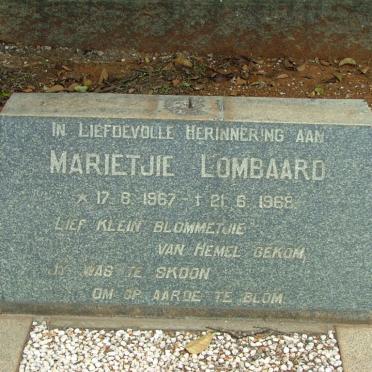 IN LIEFDEVOLLE HERINNERING AAN
MARIETJIE LOMBAARD
* 17.8.1967 - † 21.6.1968
LIEF KLEIN BLOMMETJIE
VAN HEMEL GEKOM,
JY WAS TE SKOON
OM OP AARDE TE BLOM.